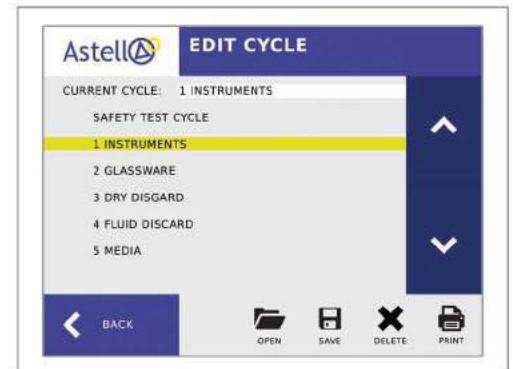 Astell
EDIT CYCLE
CURRENT CYCLE: 1 INSTRUMENTS
SAFETY TEST CYCLE
1 INSTRUMENTS
2 GLASSWARE
3 DRY DISGARD
4 FLUID DISCARD
5 MEDIA
BACK
OPEN
SAVE
DELETE
PRINT